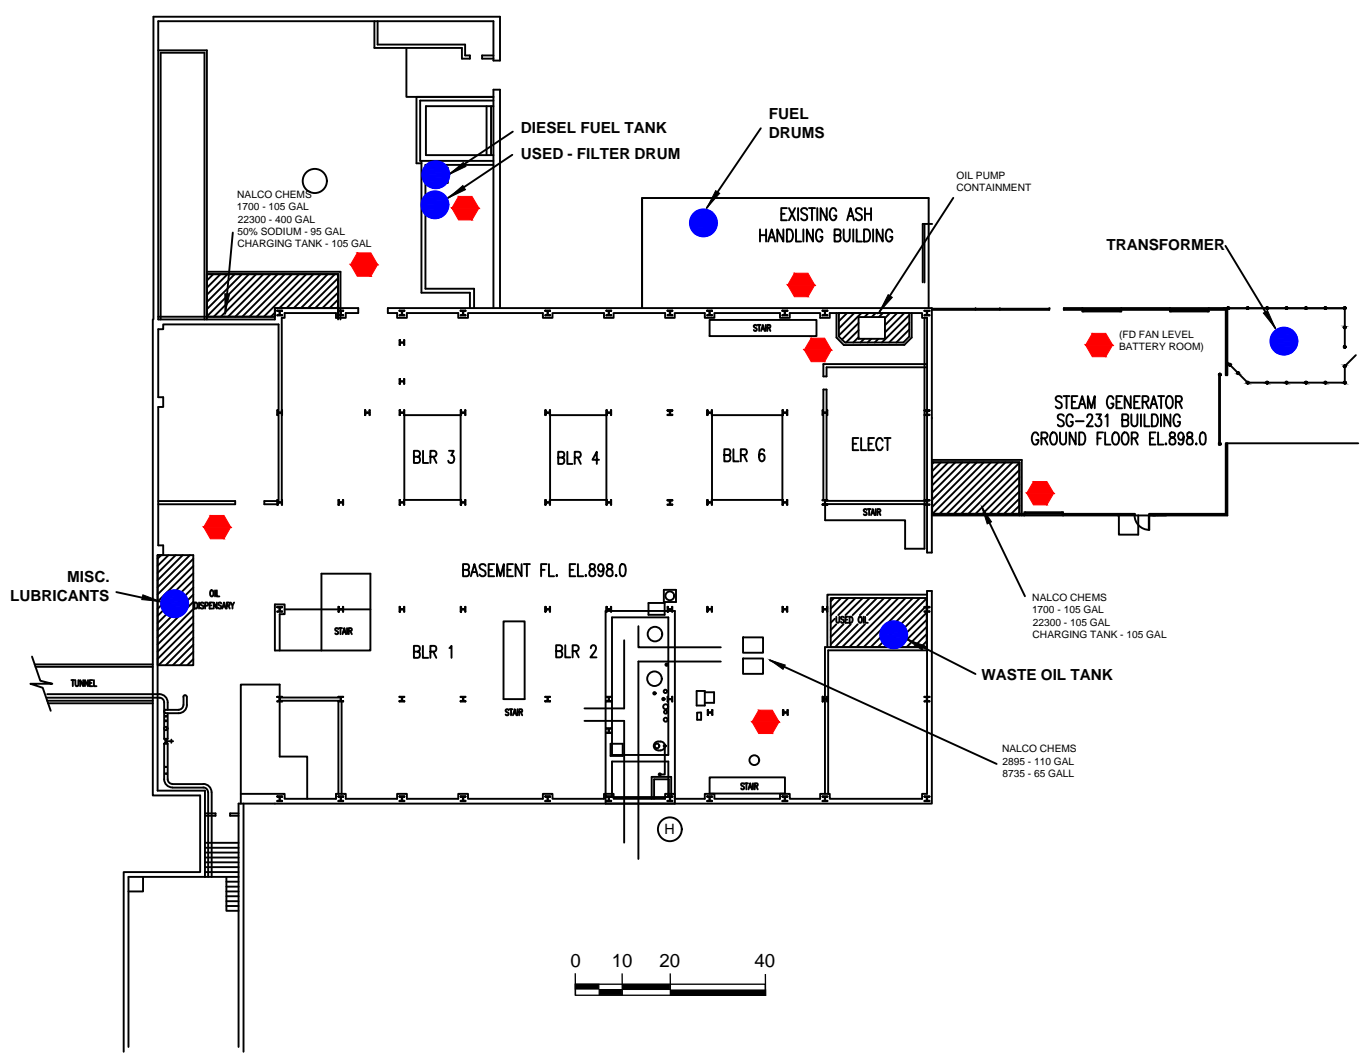 DIESEL FUEL TANK
USED - FILTER DRUM
FUEL
DRUMS
OIL PUMP
CONTAINMENT
NALCO CHEMS
1700 - 105 GAL
22300 - 400 GAL
50% SODIUM - 95 GAL
CHARGING TANK - 105 GAL
EXISTING ASH
HANDLING BUILDING
TRANSFORMER
STAIR
(FD FAN LEVEL
BATTERY ROOM)
STEAM GENERATOR
SG-231 BUILDING
GROUND FLOOR EL.898.0
BLR 3
BLR 4
BLR 6
ELECT
STAIR
BASEMENT FL. EL.898.0
MISC.
LUBRICANTS
OIL
DISPENSARY
STAIR
USED OIL
NALCO CHEMS
1700 - 105 GAL
22300 - 105 GAL
CHARGING TANK - 105 GAL
BLR 1
BLR 2
WASTE OIL TANK
TUNNEL
STAIR
NALCO CHEMS
2895 - 110 GAL
8735 - 65 GALL
STAIR
H
0 10 20 40